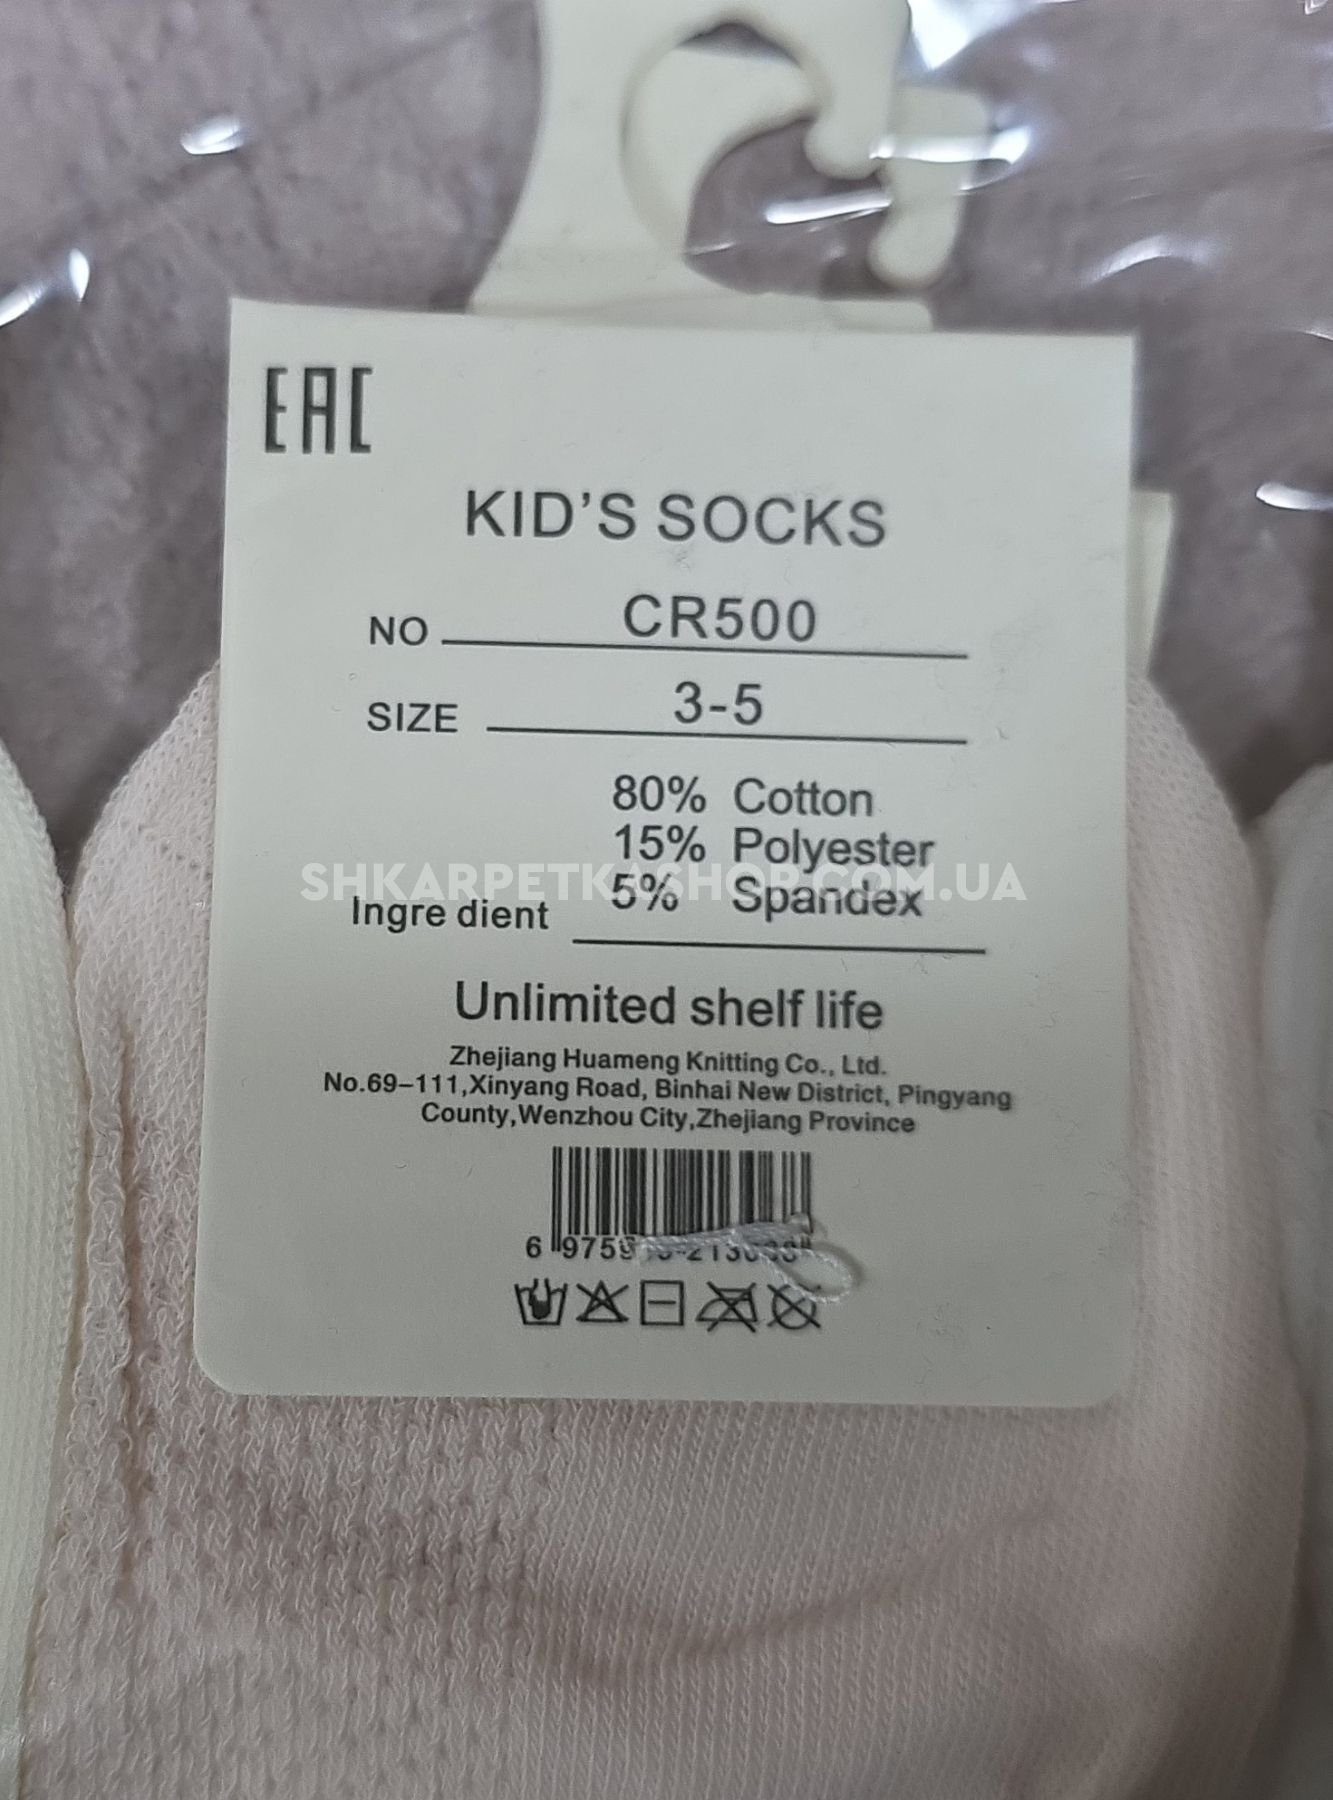 EAC
KID'S SOCKS
NO CR500
SIZE 3-5
80% Cotton
15% Polyester
SHKARPETKASHOP.COM.UA
Ingre dient 5% Spandex
Unlimited shelf life
Zhejiang Huameng Knitting Co., Ltd.
No.69-111,Xinyang Road, Binhai New District, Pingyang
County,Wenzhou City,Zhejiang Province